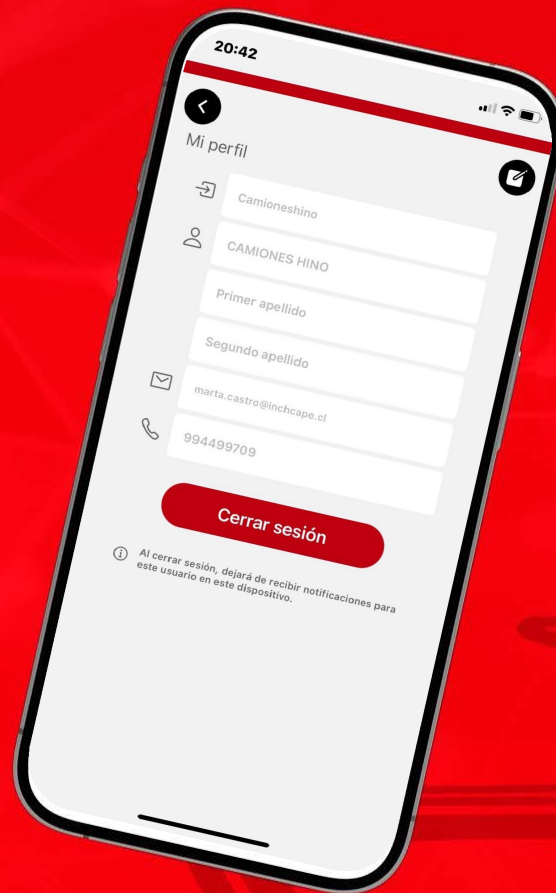 20:42
Mi perfil
Camioneshino
CAMIONES HINO
Primer apellido
Segundo apellido
marta.castro@inchcape.cl
994499709
Cerrar sesión
Al cerrar sesión, dejará de recibir notificaciones para
este usuario en este dispositivo.